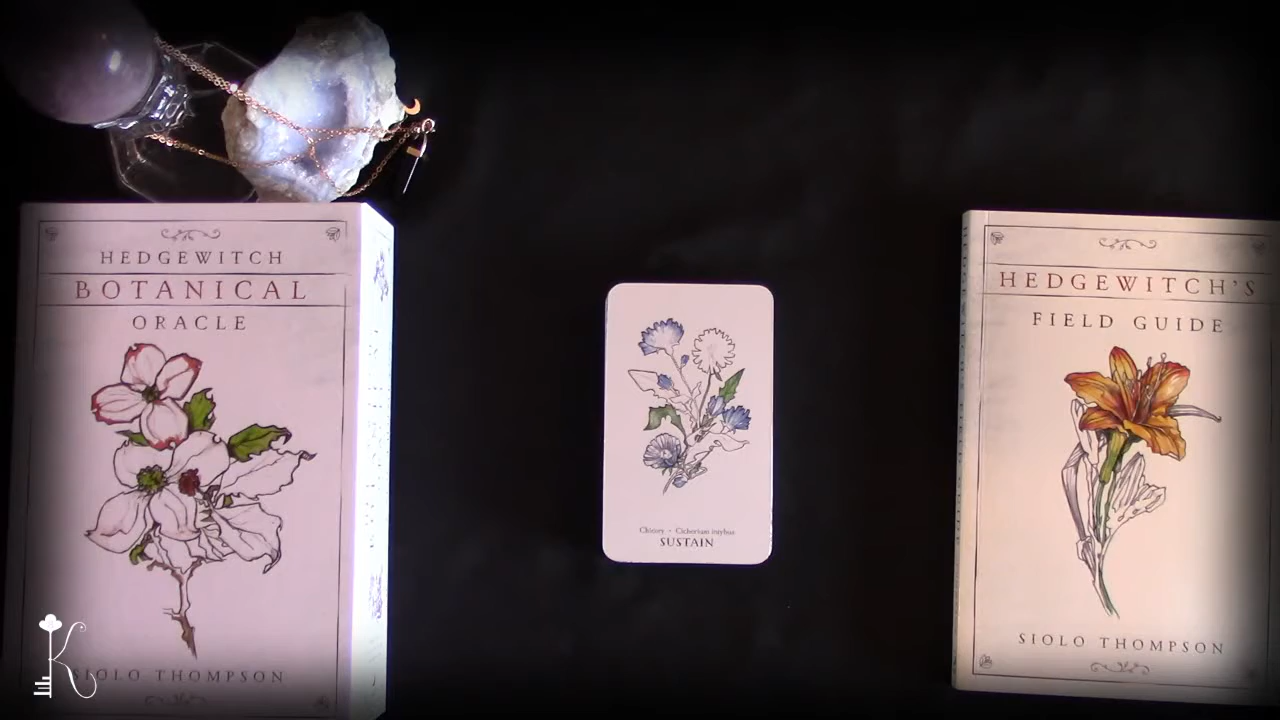 HEDGEWITCH
BOTANICAL
ORACLE
SIOLO THOMPSON
Chicory • Cichorium intybus
SUSTAIN
HEDGEWITCH'S
FIELD GUIDE
SIOLO THOMPSON
K